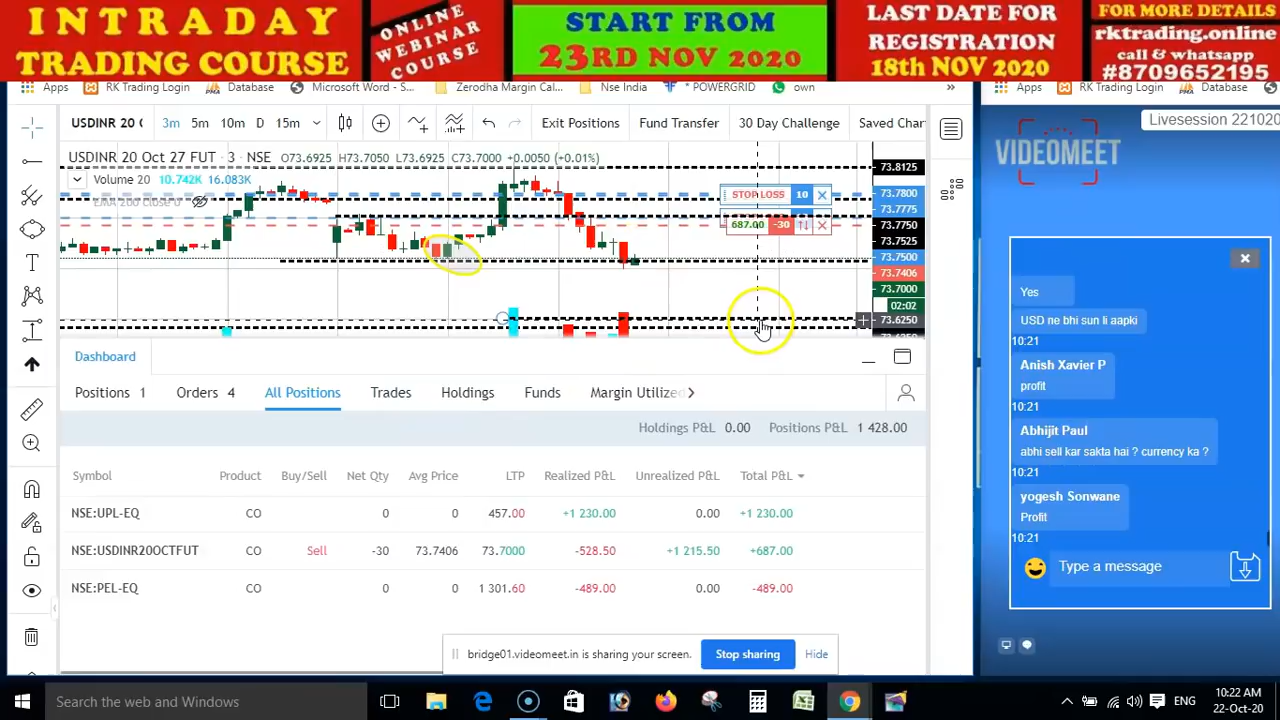 INTRADAY
TRADING COURSE
ONLINE
WEBINAR
COURSE
START FROM
23RD NOV 2020
LAST DATE FOR
REGISTRATION
18th NOV 2020
FOR MORE DETAILS
rktrading.online
call & whatsapp
#8709652195
Apps RK Trading Login Database Microsoft Word - S... Zerodha Margin Cal... Nse India * POWERGRID own »
Apps RK Trading Login Database
USDINR 20 ( 3m 5m 10m D 15m Exit Positions Fund Transfer 30 Day Challenge Saved Char
USDINR 20 Oct 27 FUT · 3 · NSE O73.6925 H73.7050 L73.6925 C73.7000 +0.0050 (+0.01%)
Volume 20 10.742K 16.083K
EMA 200 Close 0
STOP LOSS 10
687.00 -30
73.8125
73.7800
73.7775
73.7750
73.7525
73.7500
73.7406
73.7000
02:02
73.6250
Dashboard
Positions 1 Orders 4 All Positions Trades Holdings Funds Margin Utilized
Holdings P&L 0.00 Positions P&L 1 428.00
Symbol Product Buy/Sell Net Qty Avg Price LTP Realized P&L Unrealized P&L Total P&L
NSE:UPL-EQ CO 0 0 457.00 +1 230.00 0.00 +1 230.00
NSE:USDINR20OCTFUT CO Sell -30 73.7406 73.7000 -528.50 +1 215.50 +687.00
NSE:PEL-EQ CO 0 0 1 301.60 -489.00 0.00 -489.00
bridge01.videomeet.in is sharing your screen. Stop sharing Hide
Livesession 221020
VIDEOMEET
Yes
USD ne bhi sun li aapki
10:21
Anish Xavier P
profit
10:21
Abhijit Paul
abhi sell kar sakta hai ? currency ka ?
10:21
yogesh Sonwane
Profit
10:21
Type a message
Search the web and Windows
ENG
10:22 AM
22-Oct-20